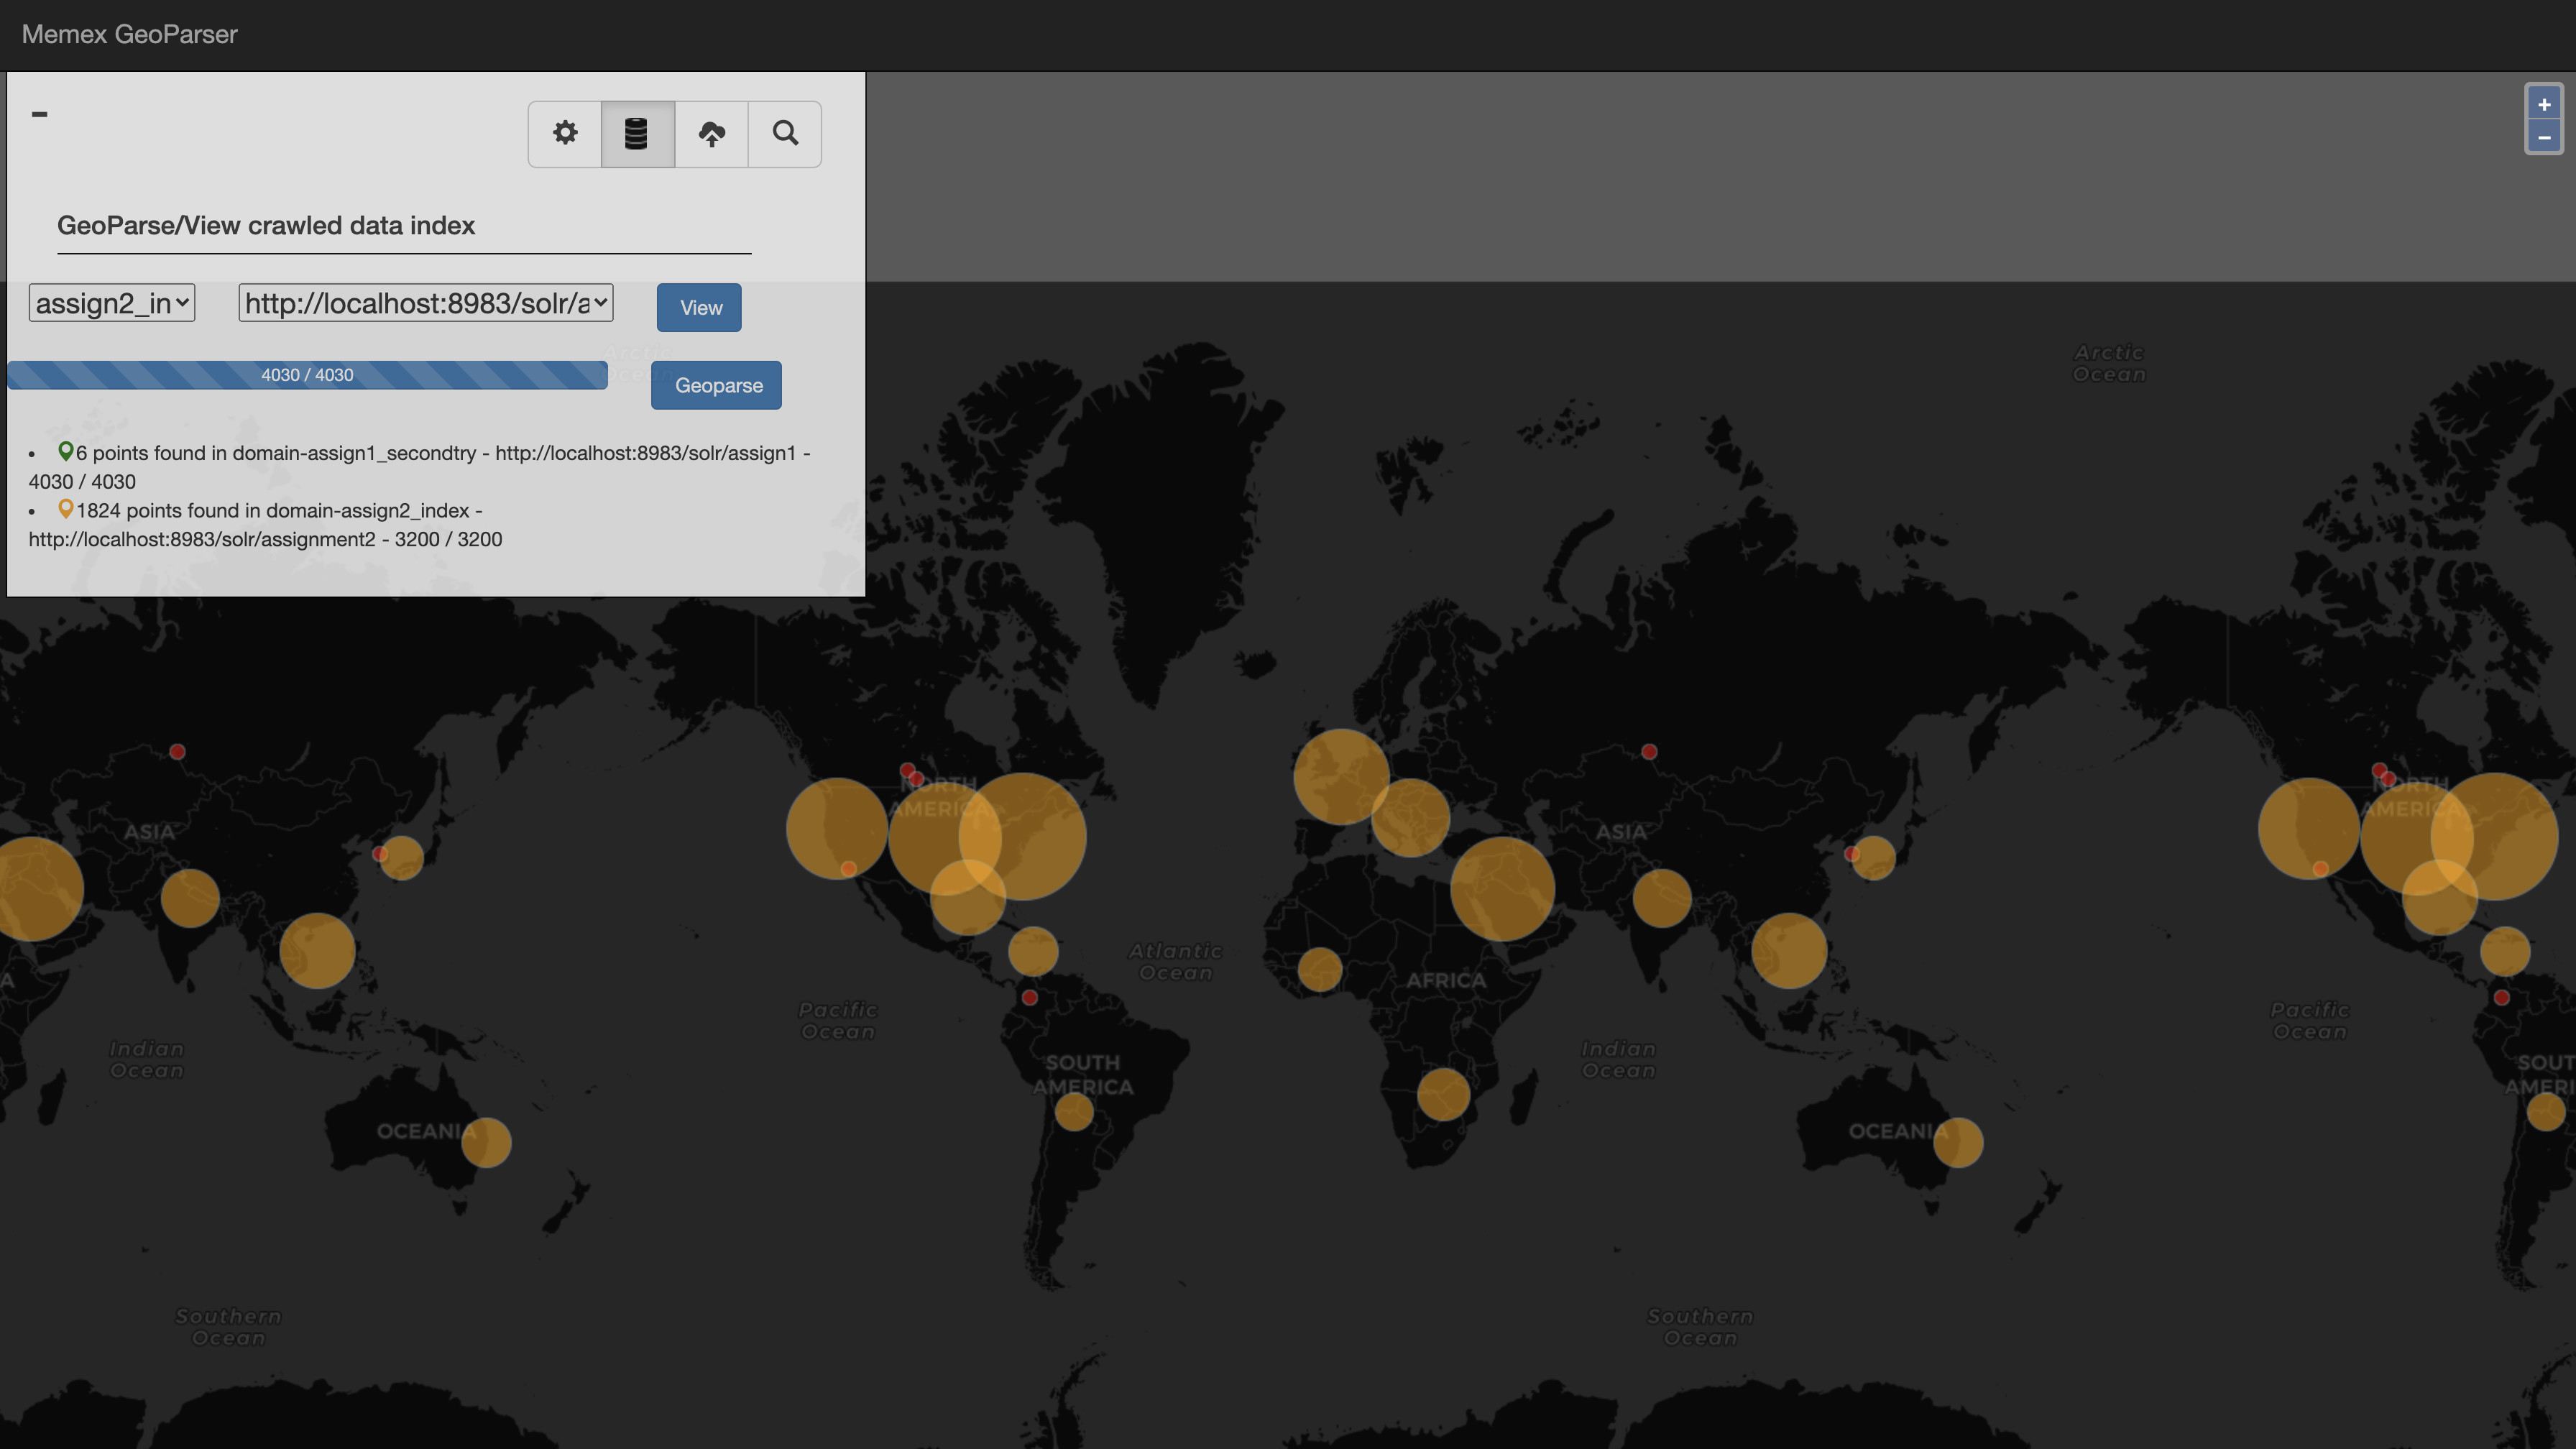 Memex GeoParser
GeoParse/View crawled data index
assign2_in
http://localhost:8983/solr/a
View
4030 / 4030
Geoparse
6 points found in domain-assign1_secondtry - http://localhost:8983/solr/assign1 -
4030 / 4030
1824 points found in domain-assign2_index -
http://localhost:8983/solr/assignment2 - 3200 / 3200
+
−
Arctic
Ocean
Arctic
Ocean
ASIA
NORTH
AMERICA
ASIA
NORTH
AMERICA
Atlantic
Ocean
AFRICA
A
Pacific
Ocean
Pacific
Ocean
Indian
Ocean
Indian
Ocean
SOUTH
AMERICA
SOUT
AMERI
OCEANIA
OCEANIA
Southern
Ocean
Southern
Ocean